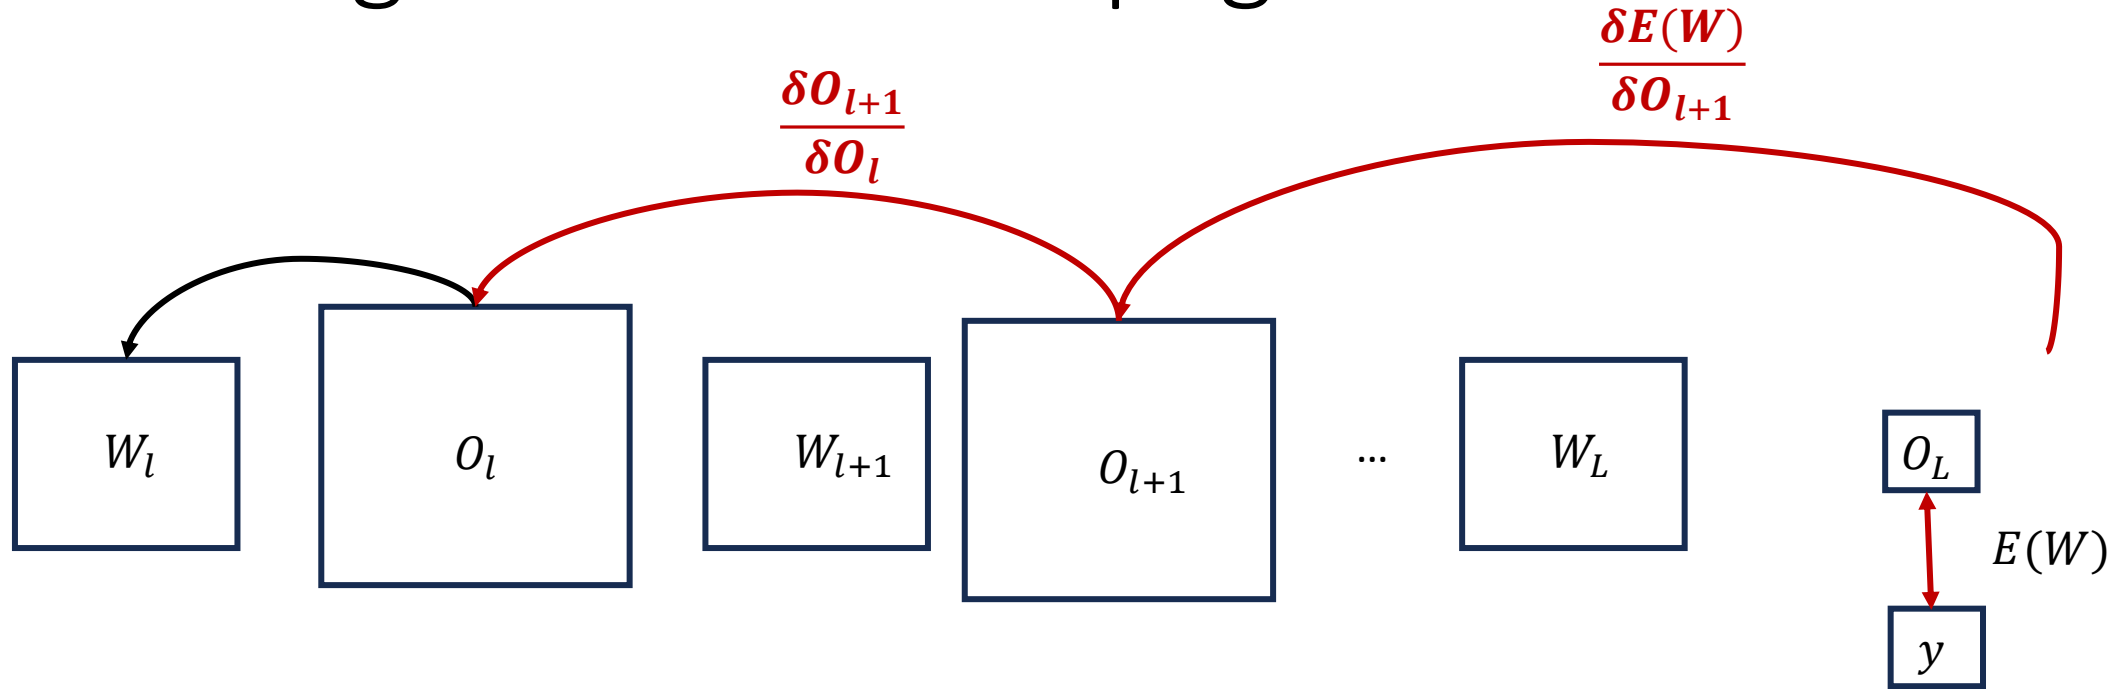 δE(W)
δO_{l+1}
δO_{l+1}
δO_l
W_l
O_l
W_{l+1}
O_{l+1}
...
W_L
O_L
E(W)
y